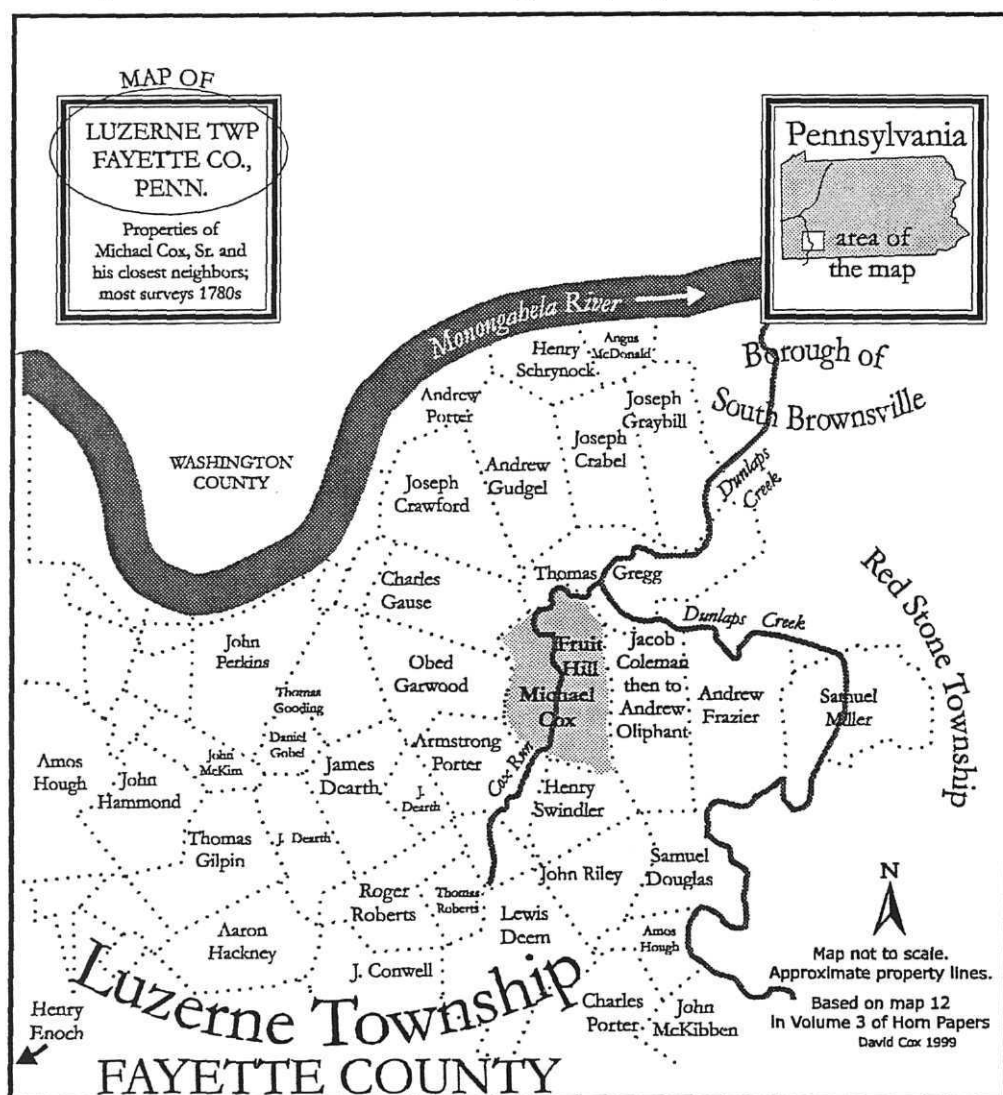 MAP OF
LUZERNE TWP
FAYETTE CO.,
PENN.
Properties of
Michael Cox, Sr. and
his closest neighbors;
most surveys 1780s
Pennsylvania
area of
the map
Monongahela River
Borough of
South Brownsville
WASHINGTON
COUNTY
Henry
Schrynock
Angus
McDonald
Andrew
Porter
Joseph
Graybill
Joseph
Crabel
Andrew
Gudgel
Joseph
Crawford
Dunlaps
Creek
Charles
Gause
Thomas Gregg
Dunlaps Creek
Red Stone Township
John
Perkins
Obed
Garwood
Fruit
Hill
Michael
Cox
Jacob
Coleman
then to
Andrew
Oliphant
Andrew
Frazier
Samuel
Miller
Thomas
Gooding
Daniel
Gobel
Armstrong
Porter
Cox Run
Amos
Hough
John
Hammond
John
McKim
James
Dearth
J.
Dearth
Henry
Swindler
Thomas
Gilpin
J. Dearth
Roger
Roberts
Thomas
Roberts
John Riley
Samuel
Douglas
Lewis
Deem
Aaron
Hackney
J. Conwell
Amos
Hough
Charles
Porter
John
McKibben
Henry
Enoch
Luzerne Township
FAYETTE COUNTY
N
Map not to scale.
Approximate property lines.
Based on map 12
in Volume 3 of Horn Papers
David Cox 1999